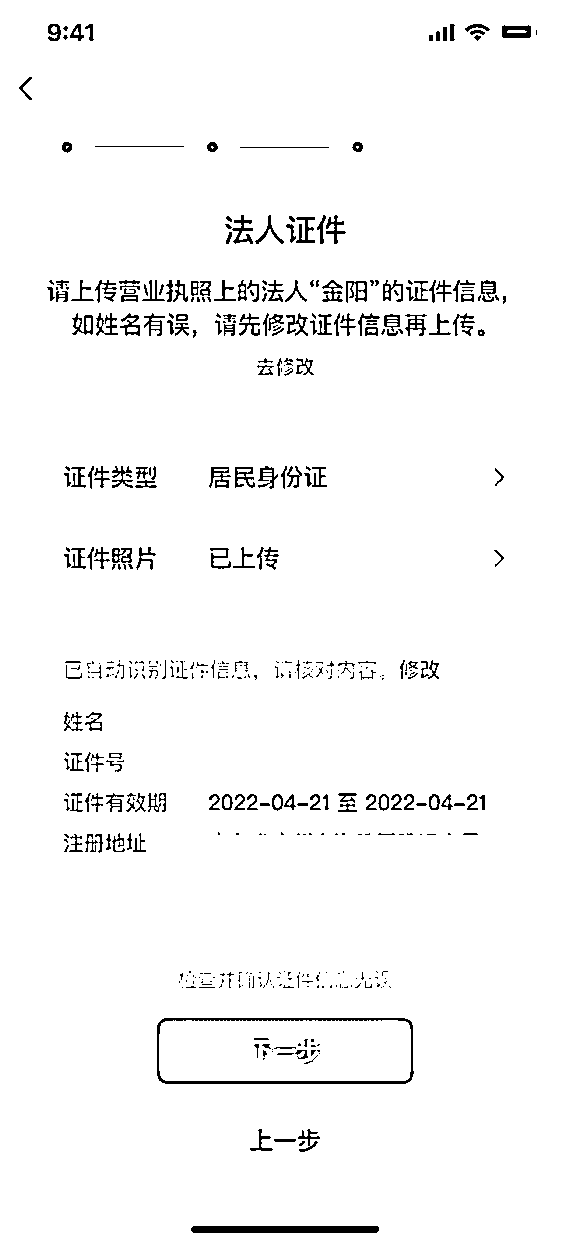 9:41
法人证件
请上传营业执照上的法人“金阳”的证件信息，
如姓名有误，请先修改证件信息再上传。
去修改
证件类型 居民身份证
证件照片 已上传
已自动识别证件信息，请核对内容。修改
姓名
证件号
证件有效期 2022-04-21 至 2022-04-21
注册地址
检查并确认证件信息无误
下一步
上一步